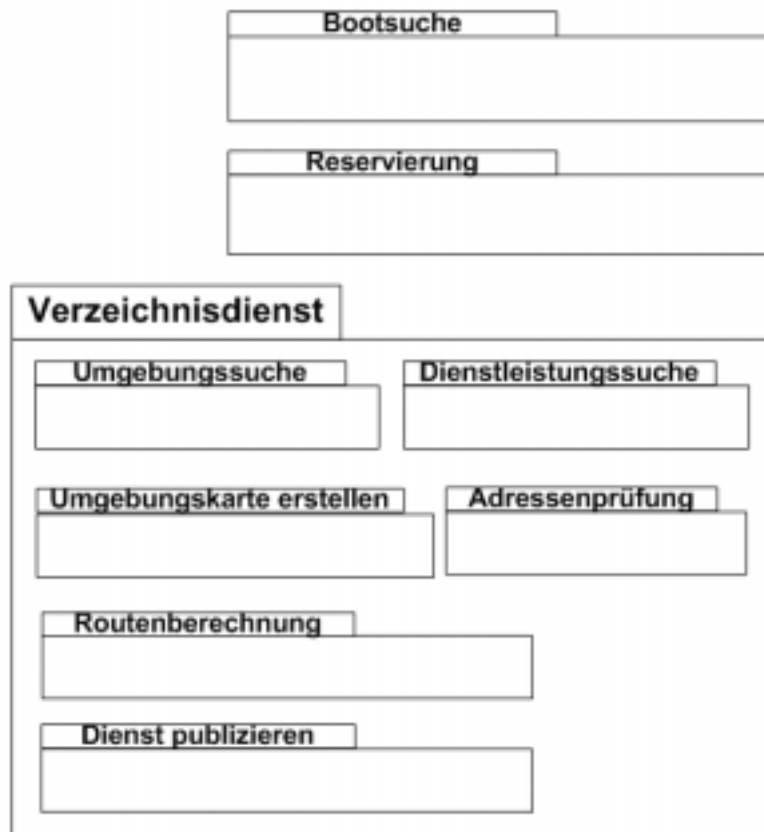 Bootsuche
Reservierung
Verzeichnisdienst
Umgebungssuche
Dienstleistungssuche
Umgebungskarte erstellen
Adressenprüfung
Routenberechnung
Dienst publizieren